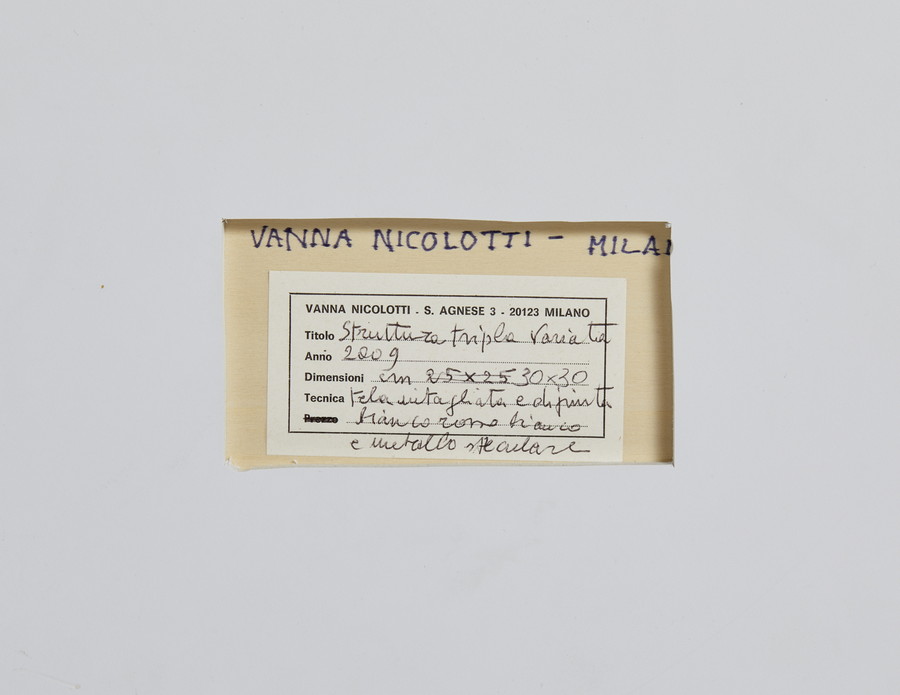 VANNA NICOLOTTI - MILA
VANNA NICOLOTTI - S. AGNESE 3 - 20123 MILANO
Titolo Struttura tripla variata
Anno 2009
Dimensioni cm 25x25 30x30
Tecnica tela intagliata e dipinta
Prezzo bianco rosso bianco
e metallo specular